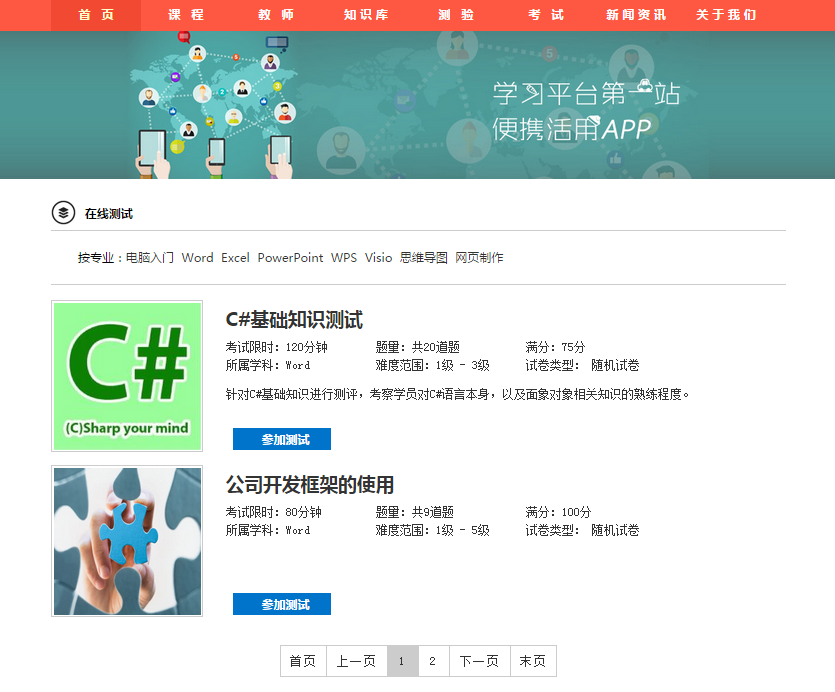 首 页 课 程 教 师 知识库 测 验 考 试 新闻资讯 关于我们
学习平台第一站
便携活用APP
在线测试
按专业：电脑入门 Word Excel PowerPoint WPS Visio 思维导图 网页制作
C#
(C)Sharp your mind
C#基础知识测试
考试限时：120分钟 题量：共20道题 满分：75分
所属学科：Word 难度范围：1级 - 3级 试卷类型： 随机试卷
针对C#基础知识进行测评，考察学员对C#语言本身，以及面象对象相关知识的熟练程度。
参加测试
公司开发框架的使用
考试限时：80分钟 题量：共9道题 满分：100分
所属学科：Word 难度范围：1级 - 5级 试卷类型： 随机试卷
参加测试
首页 上一页 1 2 下一页 末页